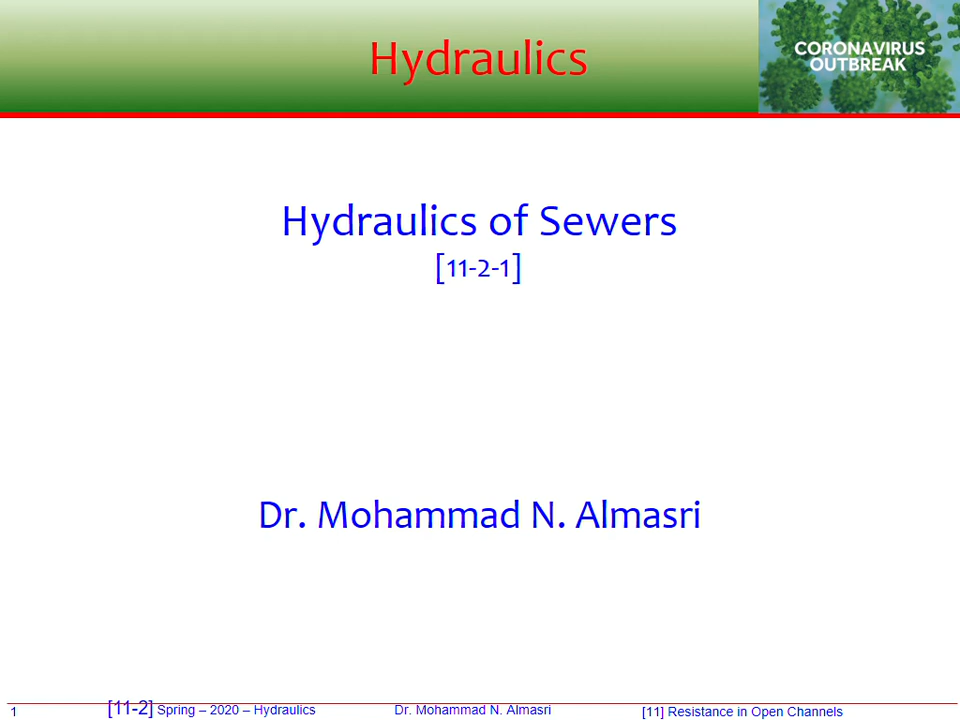 Hydraulics
CORONAVIRUS
OUTBREAK
Hydraulics of Sewers
[11-2-1]
Dr. Mohammad N. Almasri
1 [11-2] Spring – 2020 – Hydraulics Dr. Mohammad N. Almasri [11] Resistance in Open Channels